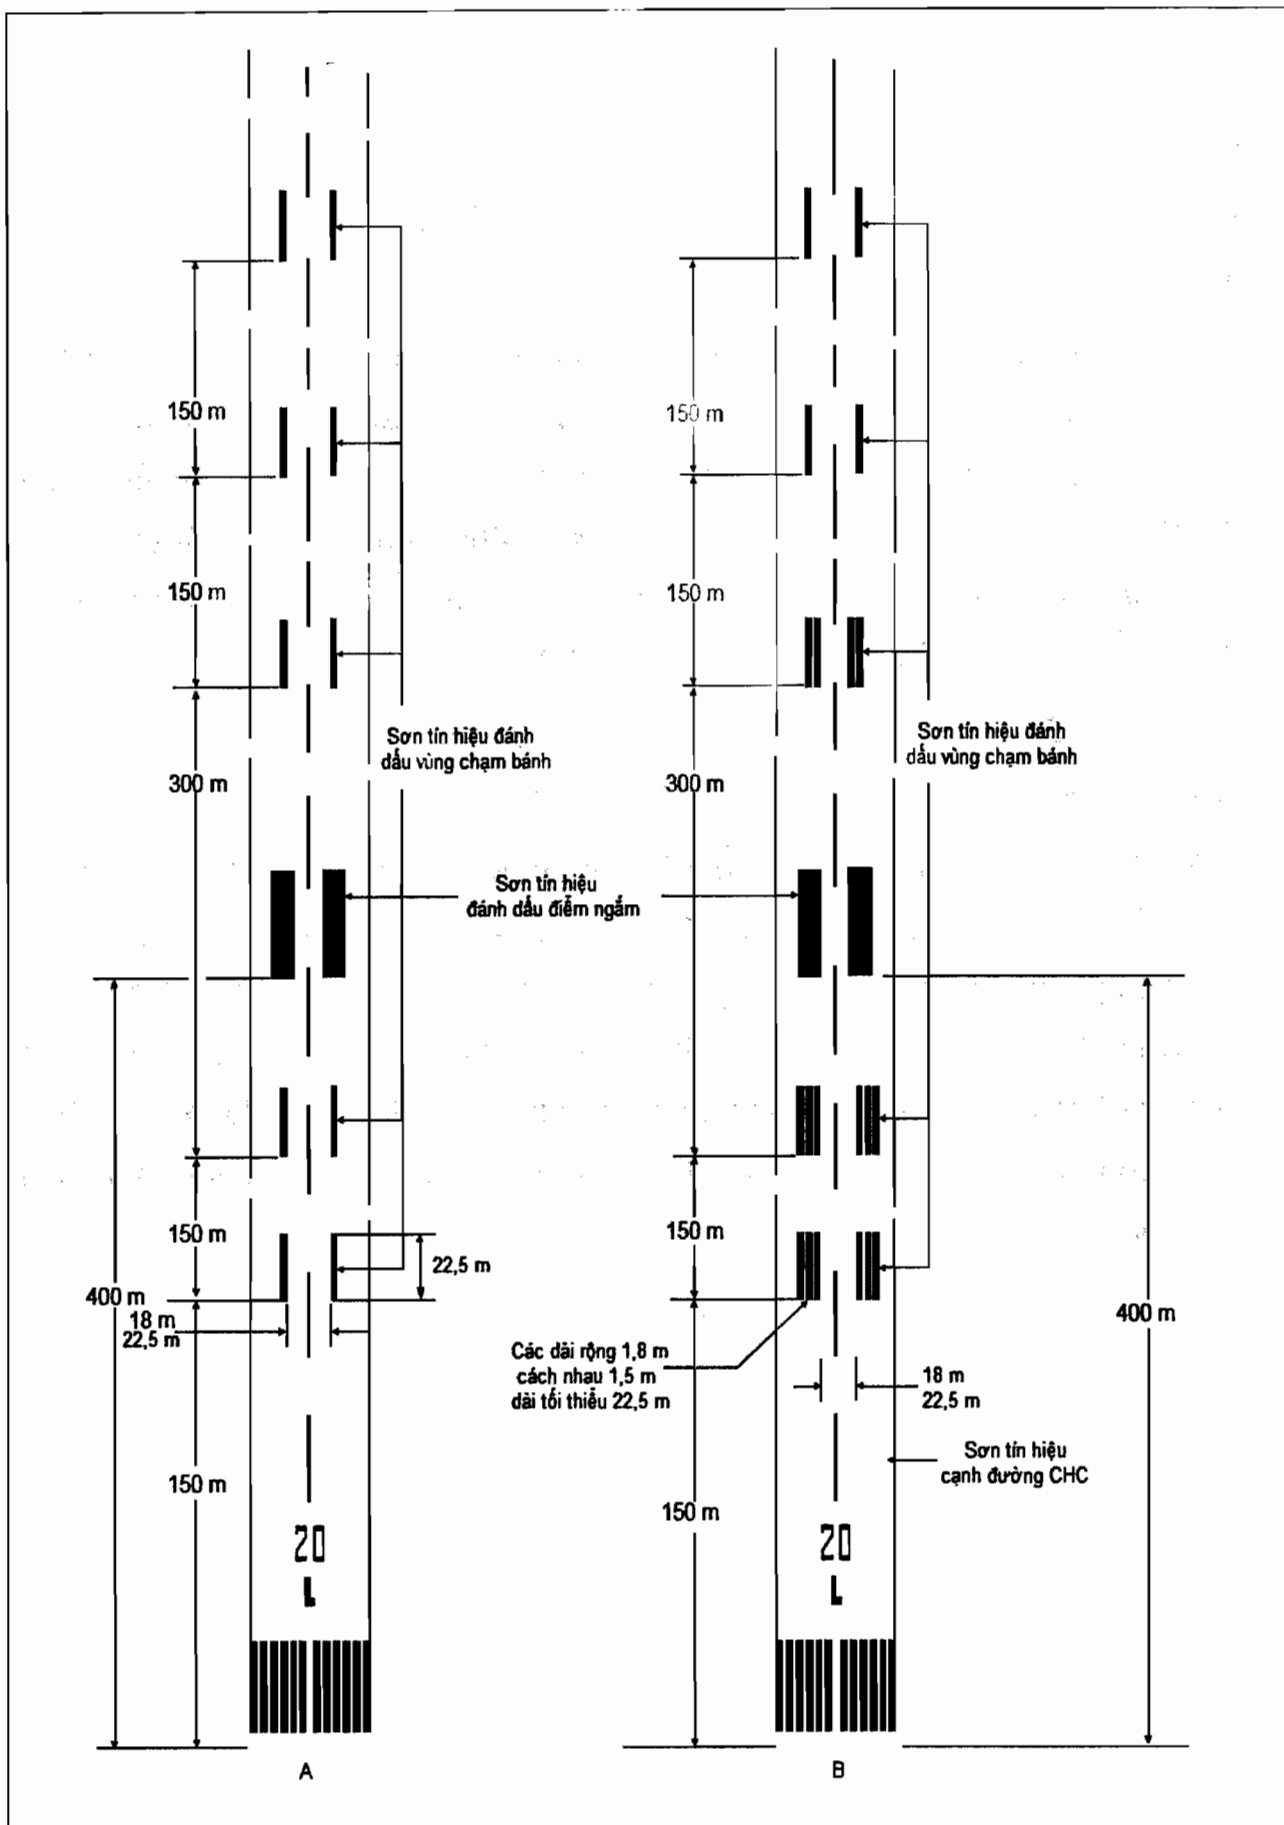 150 m
150 m
150 m
150 m
Sơn tín hiệu đánh
dấu vùng chạm bánh
Sơn tín hiệu đánh
dấu vùng chạm bánh
300 m
300 m
Sơn tín hiệu
đánh dấu điểm ngắm
150 m
150 m
22,5 m
400 m
400 m
18 m
22,5 m
Các dải rộng 1,8 m
cách nhau 1,5 m
dài tối thiểu 22,5 m
18 m
22,5 m
Sơn tín hiệu
cạnh đường CHC
150 m
150 m
20
L
20
L
A
B